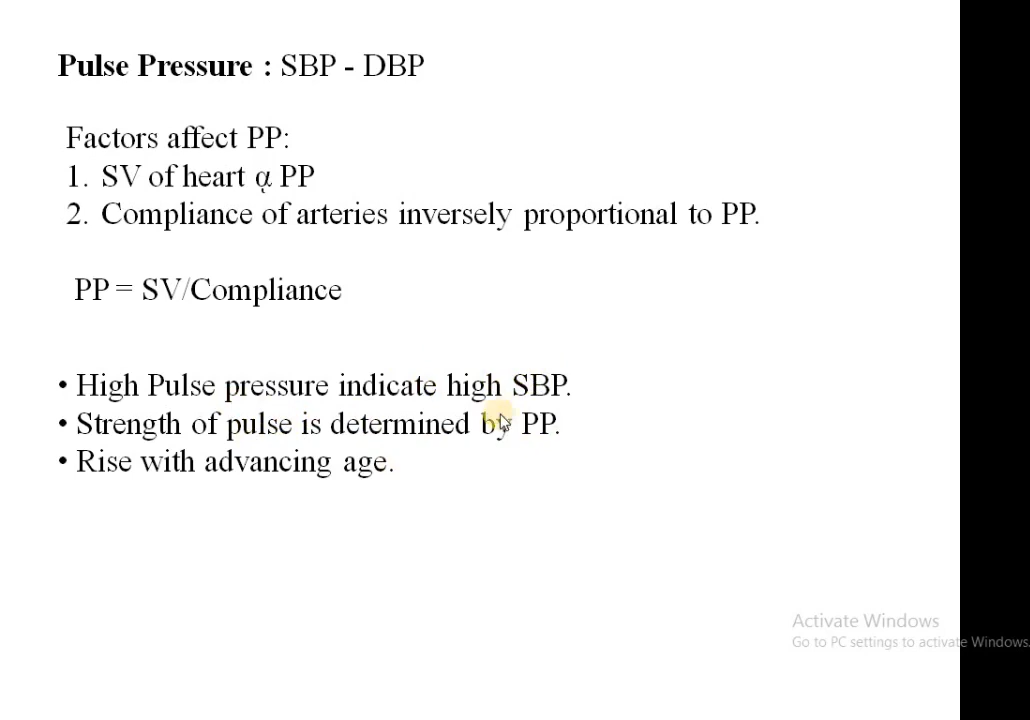 Pulse Pressure : SBP - DBP
Factors affect PP:
1. SV of heart ᾳ PP
2. Compliance of arteries inversely proportional to PP.
PP = SV/Compliance
• High Pulse pressure indicate high SBP.
• Strength of pulse is determined by PP.
• Rise with advancing age.
Activate Windows
Go to PC settings to activate Windows.